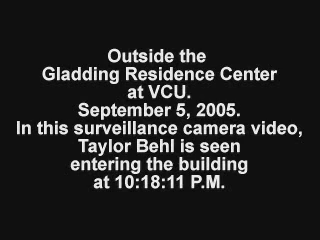 Outside the
Gladding Residence Center
at VCU.
September 5, 2005.
In this surveillance camera video,
Taylor Behl is seen
entering the building
at 10:18:11 P.M.